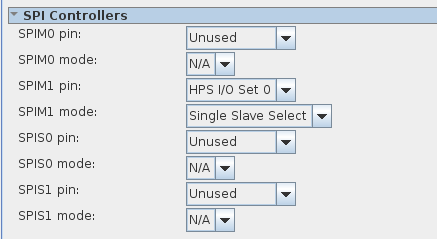 SPI Controllers
SPIM0 pin: Unused
SPIM0 mode: N/A
SPIM1 pin: HPS I/O Set 0
SPIM1 mode: Single Slave Select
SPIS0 pin: Unused
SPIS0 mode: N/A
SPIS1 pin: Unused
SPIS1 mode: N/A